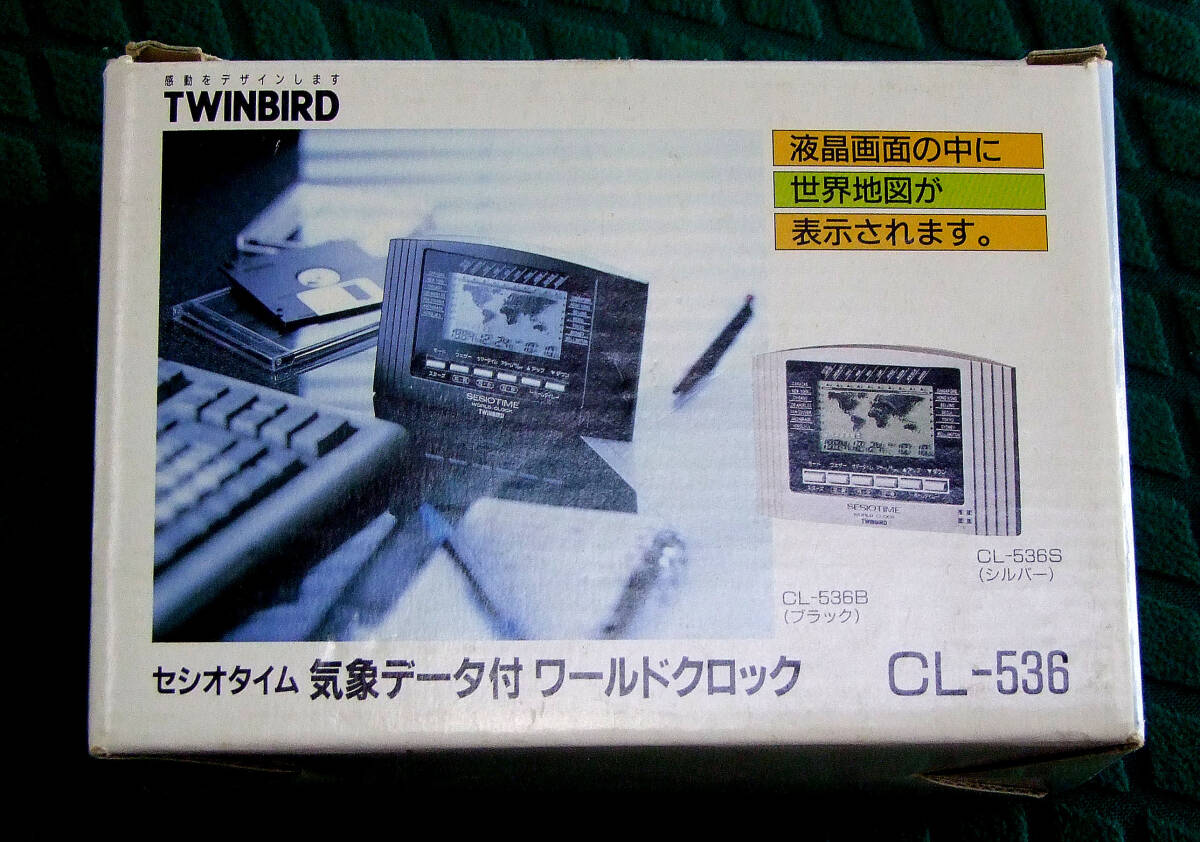 感動をデザインします
TWINBIRD
液晶画面の中に
世界地図が
表示されます。
SESIOTIME
WORLD CLOCK
TWINBIRD
SESIOTIME
WORLD CLOCK
TWINBIRD
CL-536S
(シルバー)
CL-536B
(ブラック)
セシオタイム 気象データ付 ワールドクロック CL-536